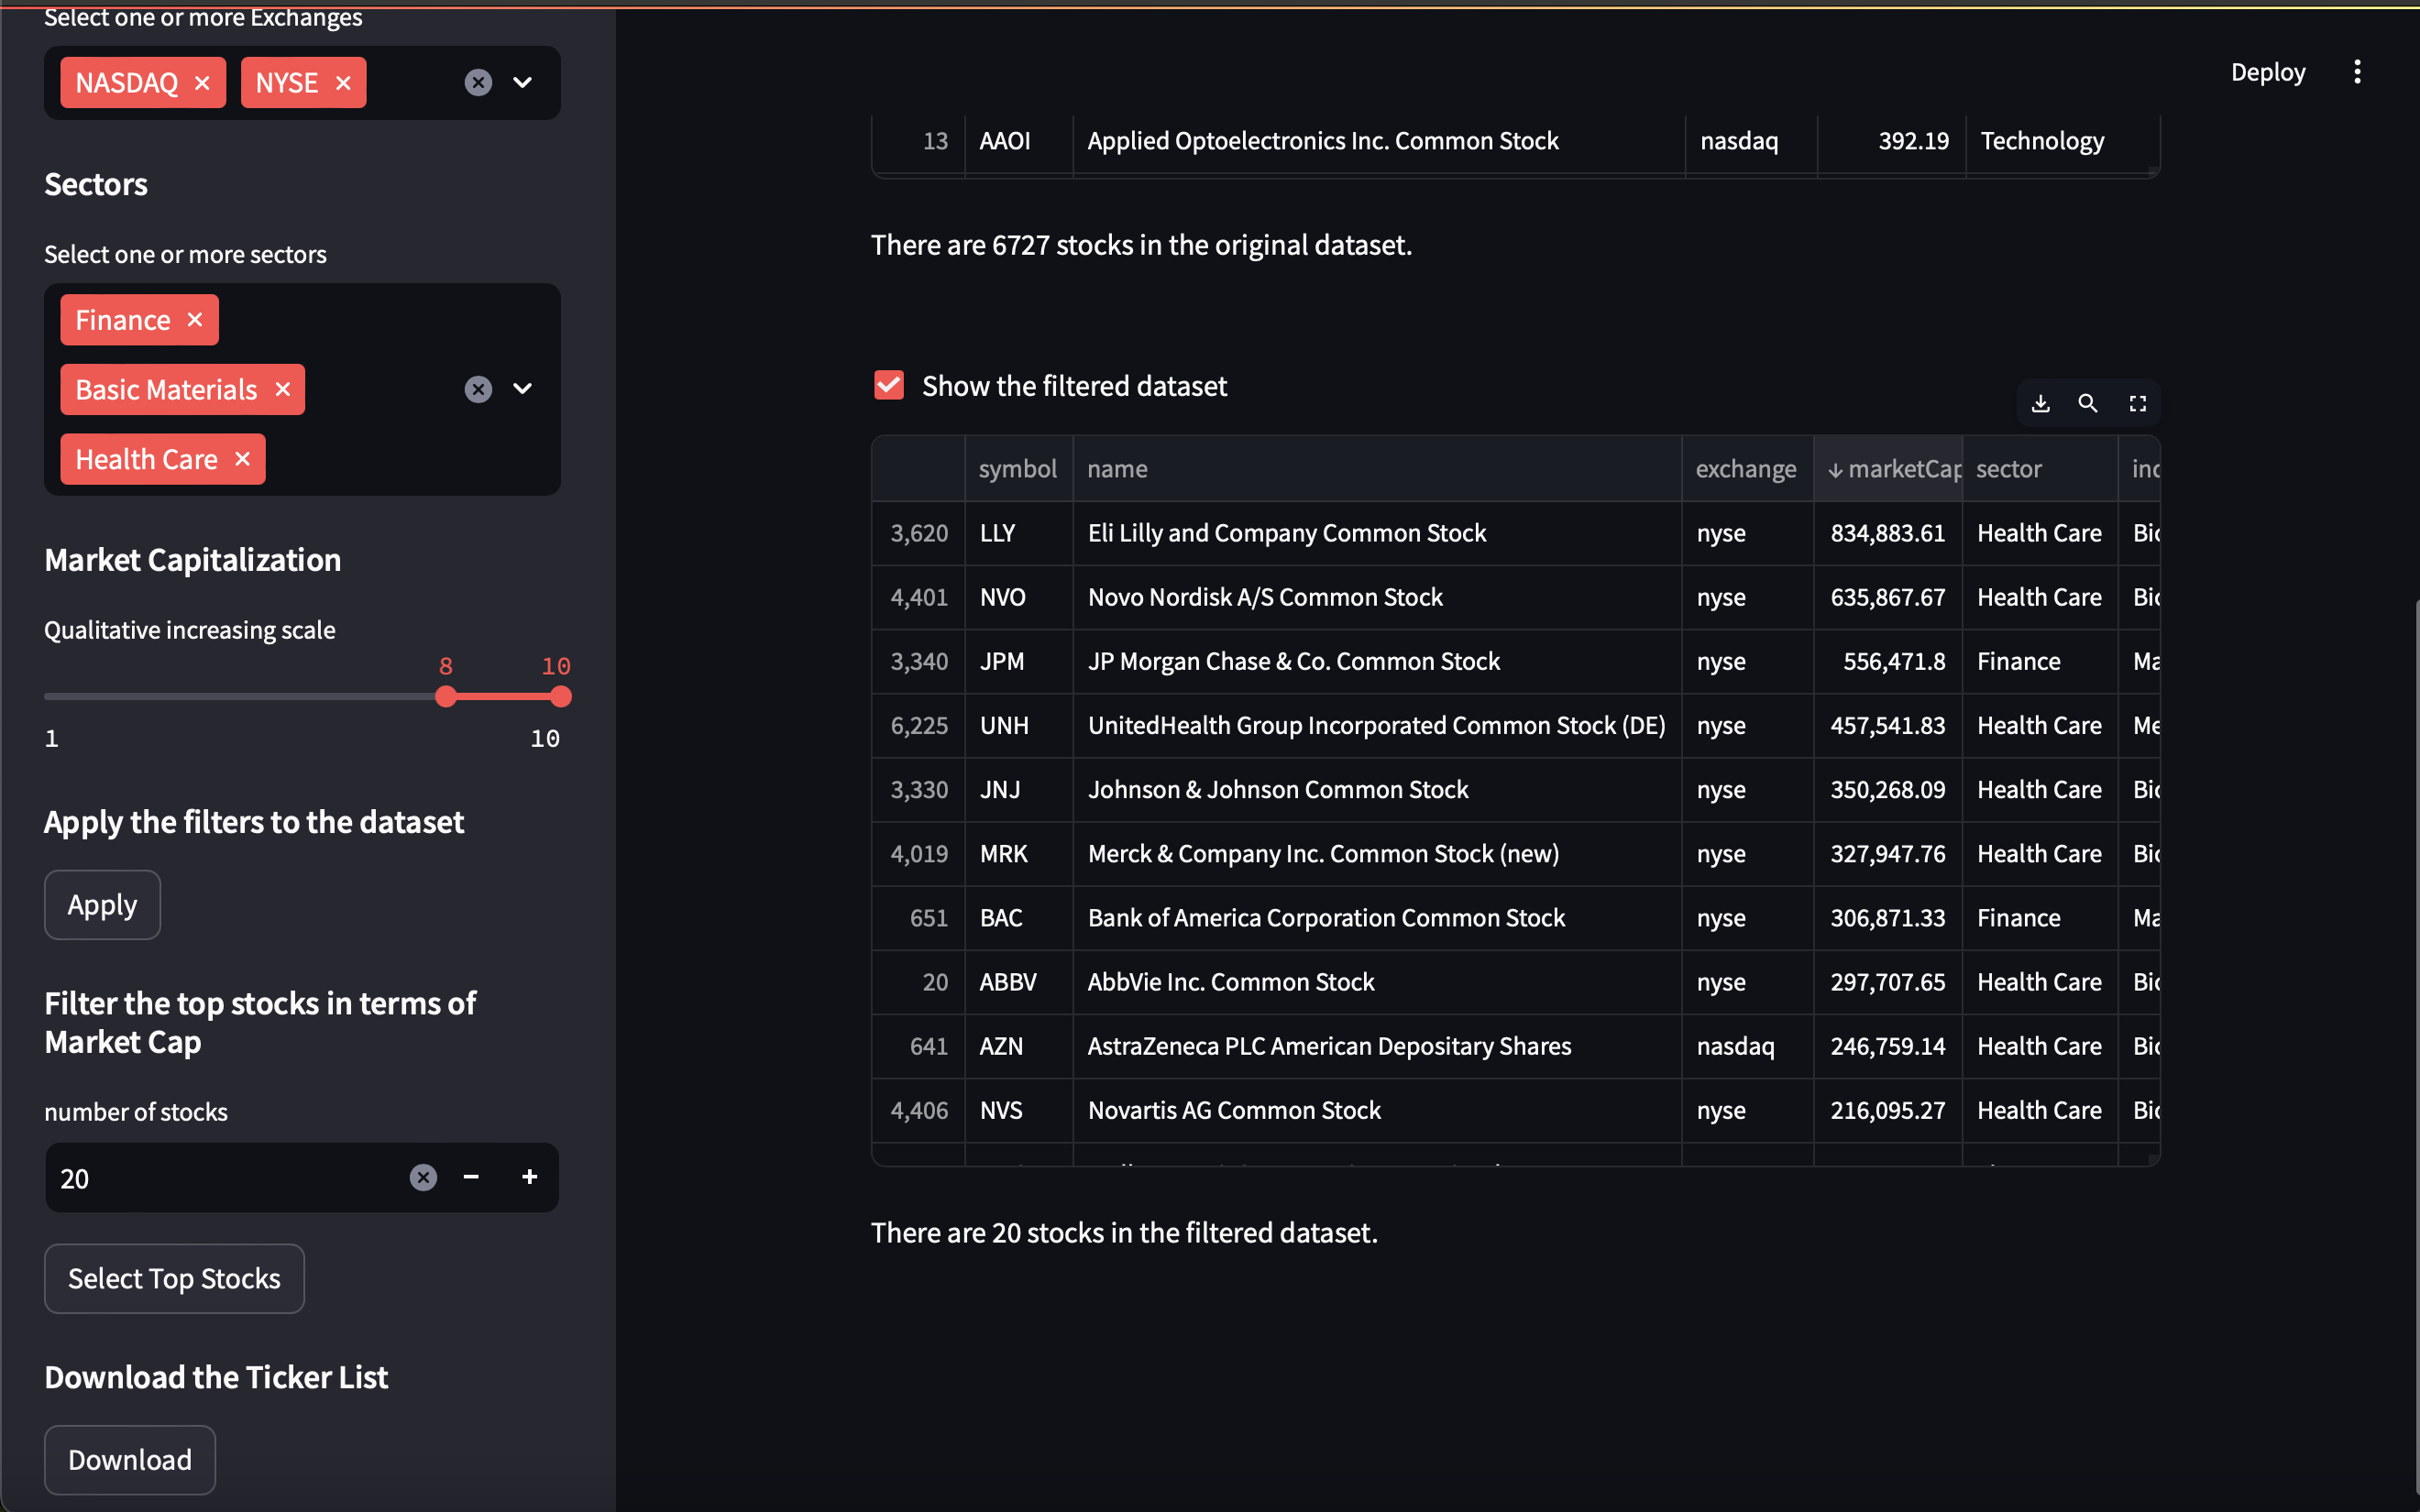 Select one or more Exchanges
NASDAQ
NYSE
Sectors
Select one or more sectors
Finance
Basic Materials
Health Care
Market Capitalization
Qualitative increasing scale
8 10
1 10
Apply the filters to the dataset
Apply
Filter the top stocks in terms of
Market Cap
number of stocks
20
Select Top Stocks
Download the Ticker List
Download
Deploy
13 AAOI Applied Optoelectronics Inc. Common Stock nasdaq 392.19 Technology
There are 6727 stocks in the original dataset.
Show the filtered dataset
symbol name exchange marketCap sector
3,620 LLY Eli Lilly and Company Common Stock nyse 834,883.61 Health Care
4,401 NVO Novo Nordisk A/S Common Stock nyse 635,867.67 Health Care
3,340 JPM JP Morgan Chase & Co. Common Stock nyse 556,471.8 Finance
6,225 UNH UnitedHealth Group Incorporated Common Stock (DE) nyse 457,541.83 Health Care
3,330 JNJ Johnson & Johnson Common Stock nyse 350,268.09 Health Care
4,019 MRK Merck & Company Inc. Common Stock (new) nyse 327,947.76 Health Care
651 BAC Bank of America Corporation Common Stock nyse 306,871.33 Finance
20 ABBV AbbVie Inc. Common Stock nyse 297,707.65 Health Care
641 AZN AstraZeneca PLC American Depositary Shares nasdaq 246,759.14 Health Care
4,406 NVS Novartis AG Common Stock nyse 216,095.27 Health Care
There are 20 stocks in the filtered dataset.